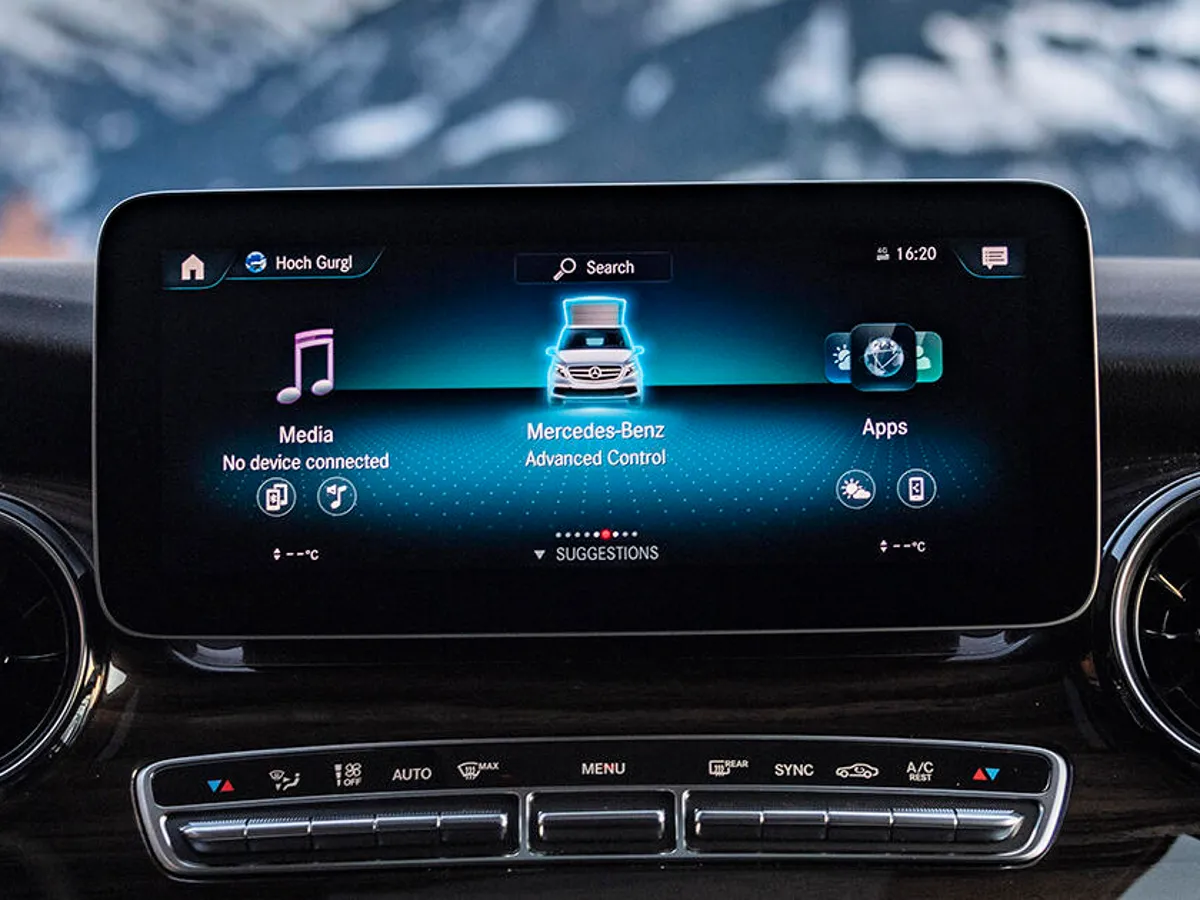 Hoch Gurgl
Search
4G
16:20
Media
No device connected
Mercedes-Benz
Advanced Control
Apps
--°C
SUGGESTIONS
--°C
OFF
AUTO
MAX
MENU
REAR
SYNC
A/C
REST